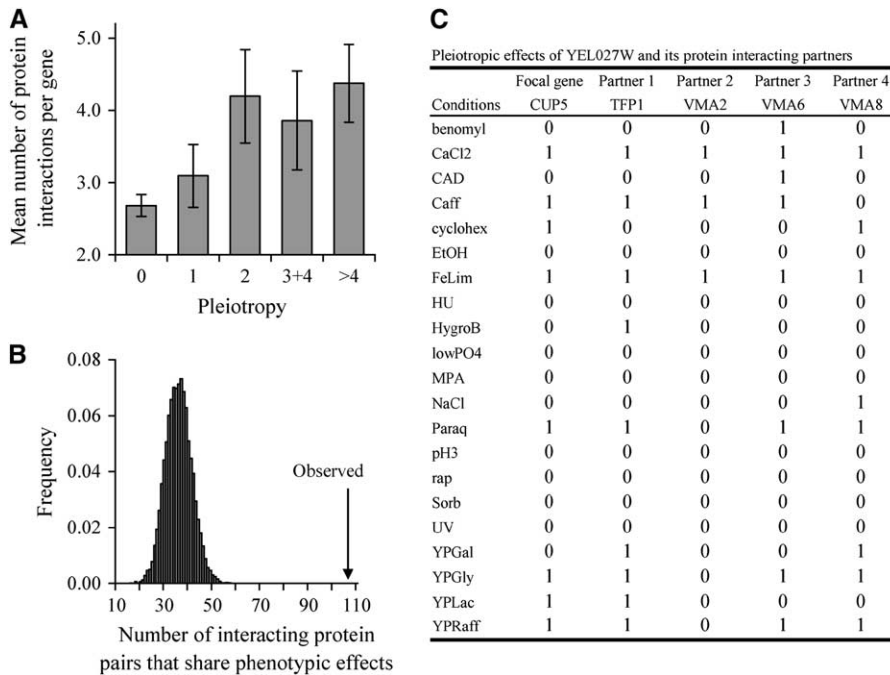 A
Mean number of protein
interactions per gene
5.0
4.0
3.0
2.0
0 1 2 3+4 >4
Pleiotropy
B
Frequency
0.08
0.06
0.04
0.02
0.00
Observed
10 30 50 70 90 110
Number of interacting protein
pairs that share phenotypic effects
C
Pleiotropic effects of YEL027W and its protein interacting partners
Focal gene Partner 1 Partner 2 Partner 3 Partner 4
Conditions CUP5 TFP1 VMA2 VMA6 VMA8
benomyl 0 0 0 1 0
CaCl2 1 1 1 1 1
CAD 0 0 0 1 0
Caff 1 1 1 1 0
cyclohex 1 0 0 0 1
EtOH 0 0 0 0 0
FeLim 1 1 1 1 1
HU 0 0 0 0 0
HygroB 0 1 0 0 0
lowPO4 0 0 0 0 0
MPA 0 0 0 0 0
NaCl 0 0 0 0 1
Paraq 1 1 0 1 1
pH3 0 0 0 0 0
rap 0 0 0 0 0
Sorb 0 0 0 0 0
UV 0 0 0 0 0
YPGal 0 1 0 0 1
YPGly 1 1 0 1 1
YPLac 1 1 0 0 0
YPRaff 1 1 0 1 1